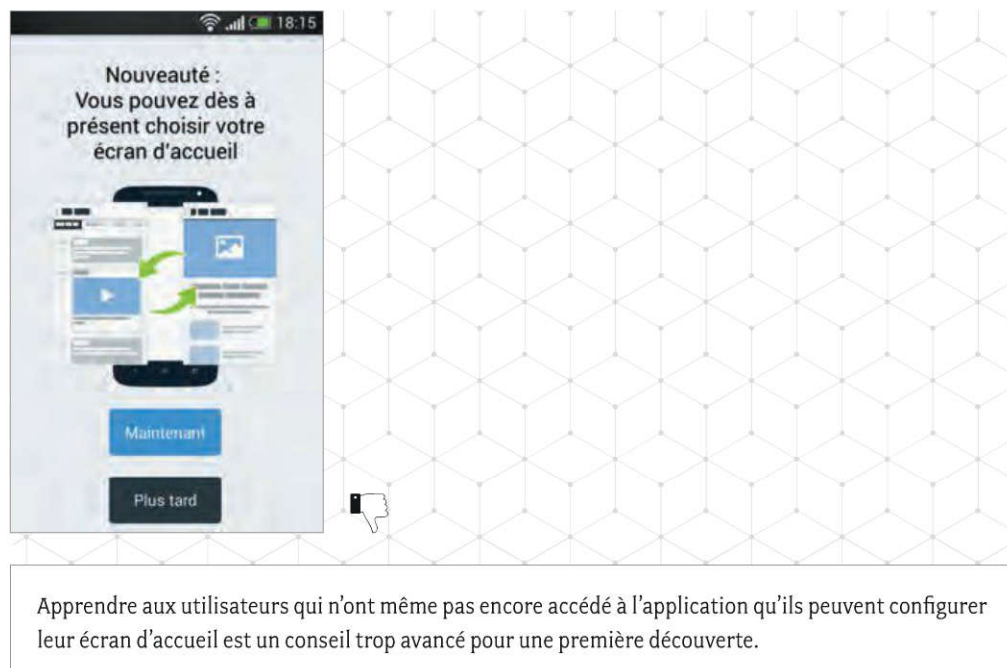 18:15
Nouveauté :
Vous pouvez dès à
présent choisir votre
écran d'accueil
Maintenant
Plus tard
Apprendre aux utilisateurs qui n'ont même pas encore accédé à l'application qu'ils peuvent configurer
leur écran d'accueil est un conseil trop avancé pour une première découverte.